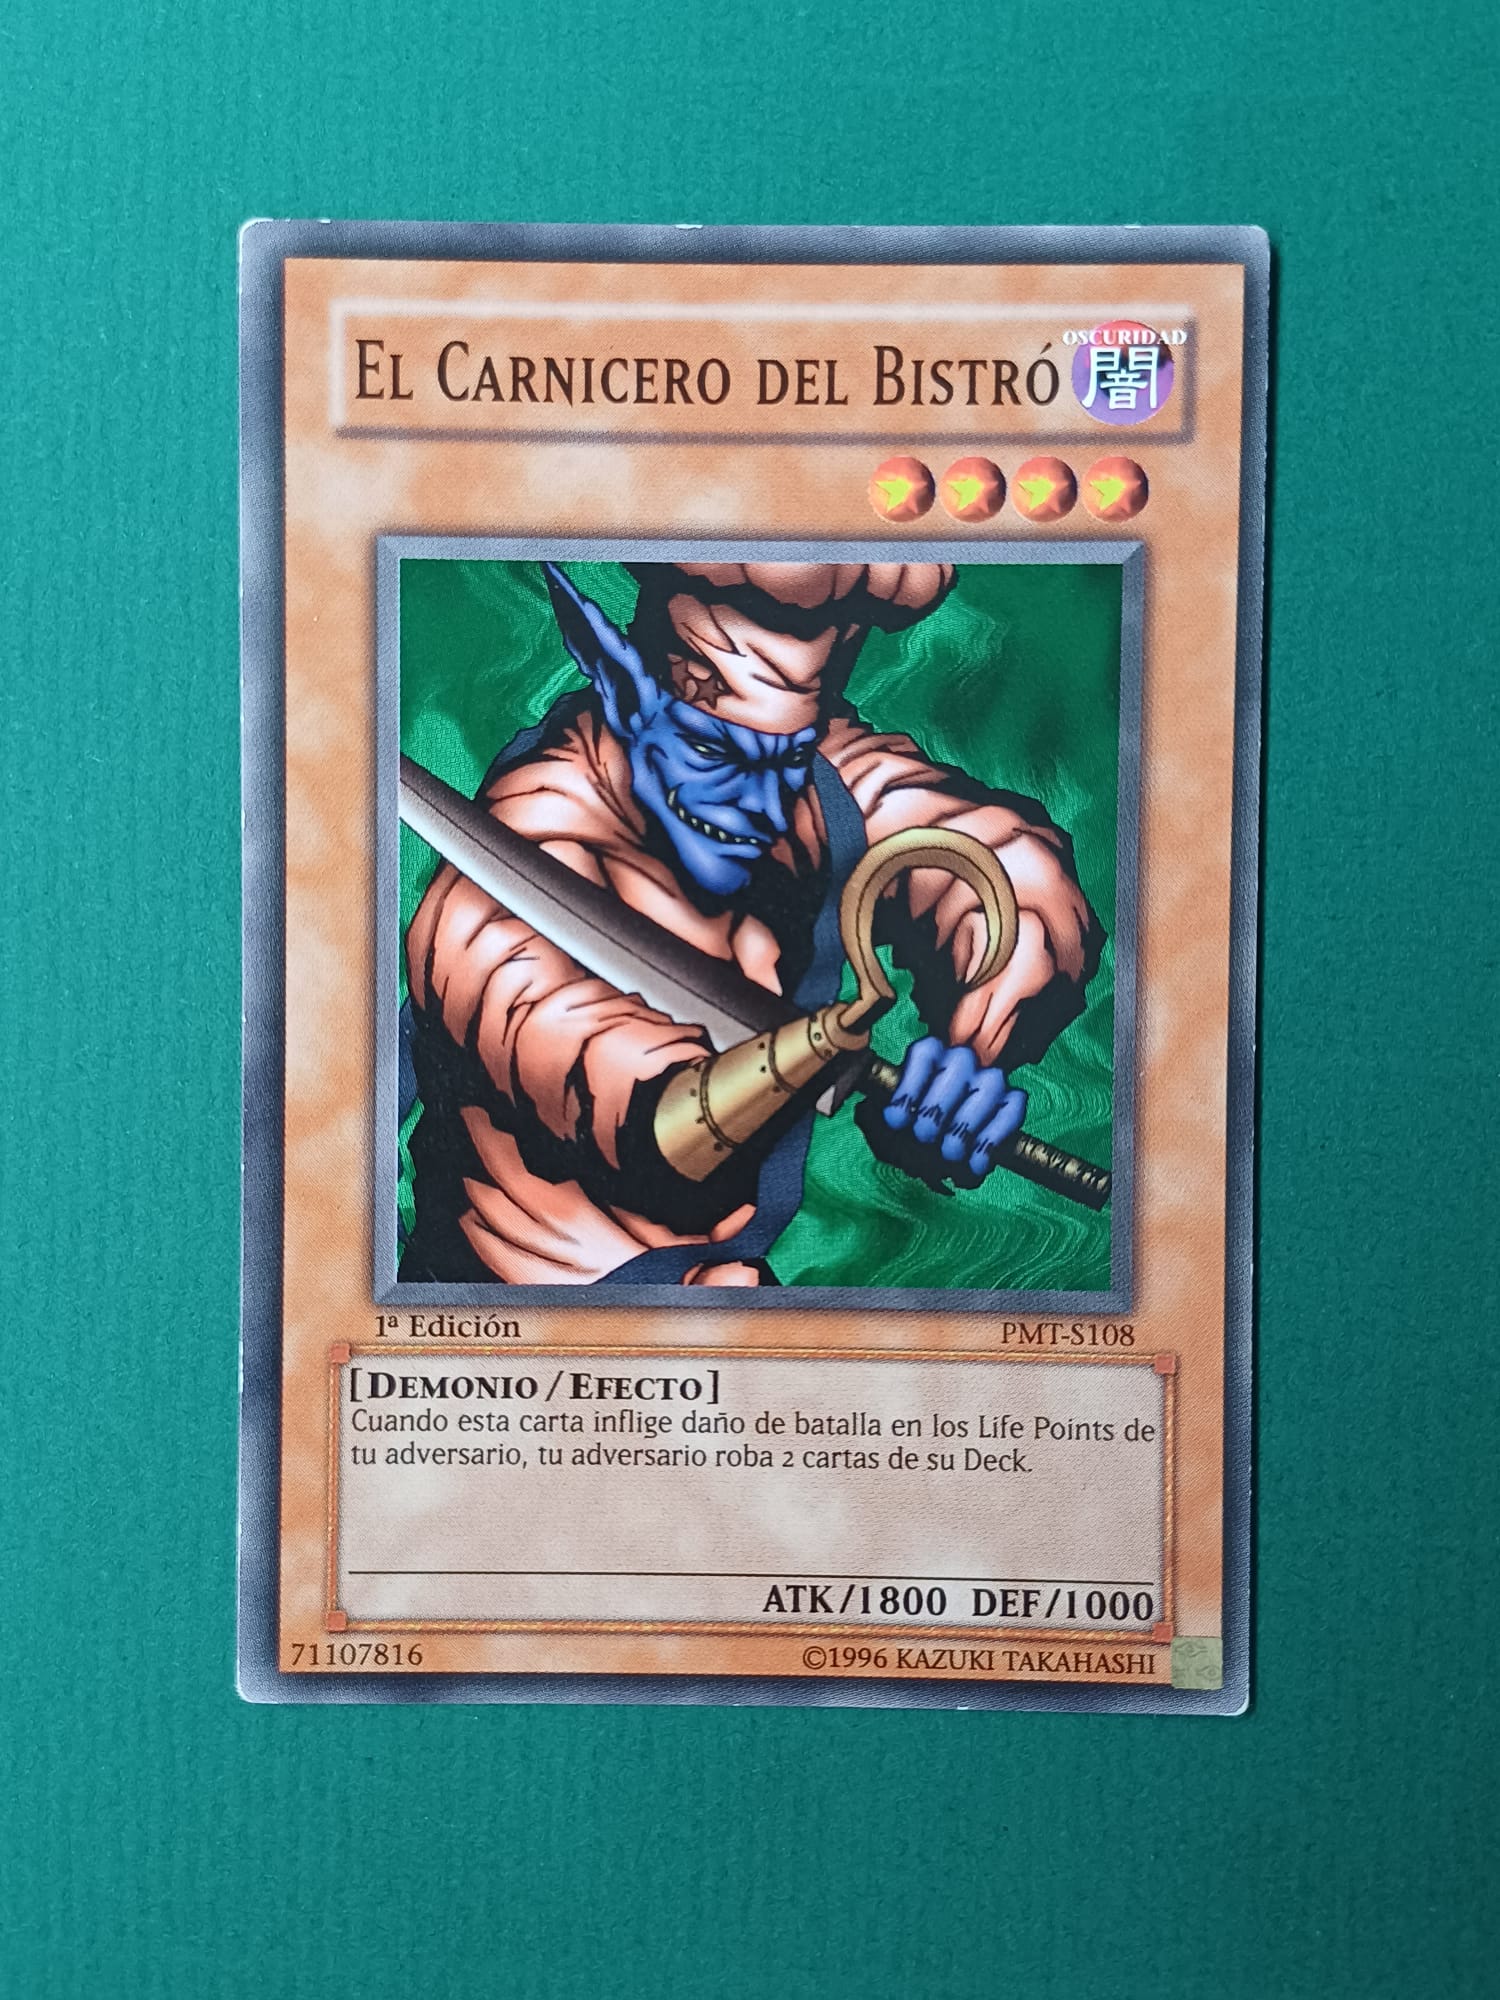 El Carnicero del Bistró
OSCURIDAD
闇
1ª Edición
PMT-S108
[Demonio/Efecto]
Cuando esta carta inflige daño de batalla en los Life Points de
tu adversario, tu adversario roba 2 cartas de su Deck.
ATK/1800 DEF/1000
71107816
©1996 KAZUKI TAKAHASHI